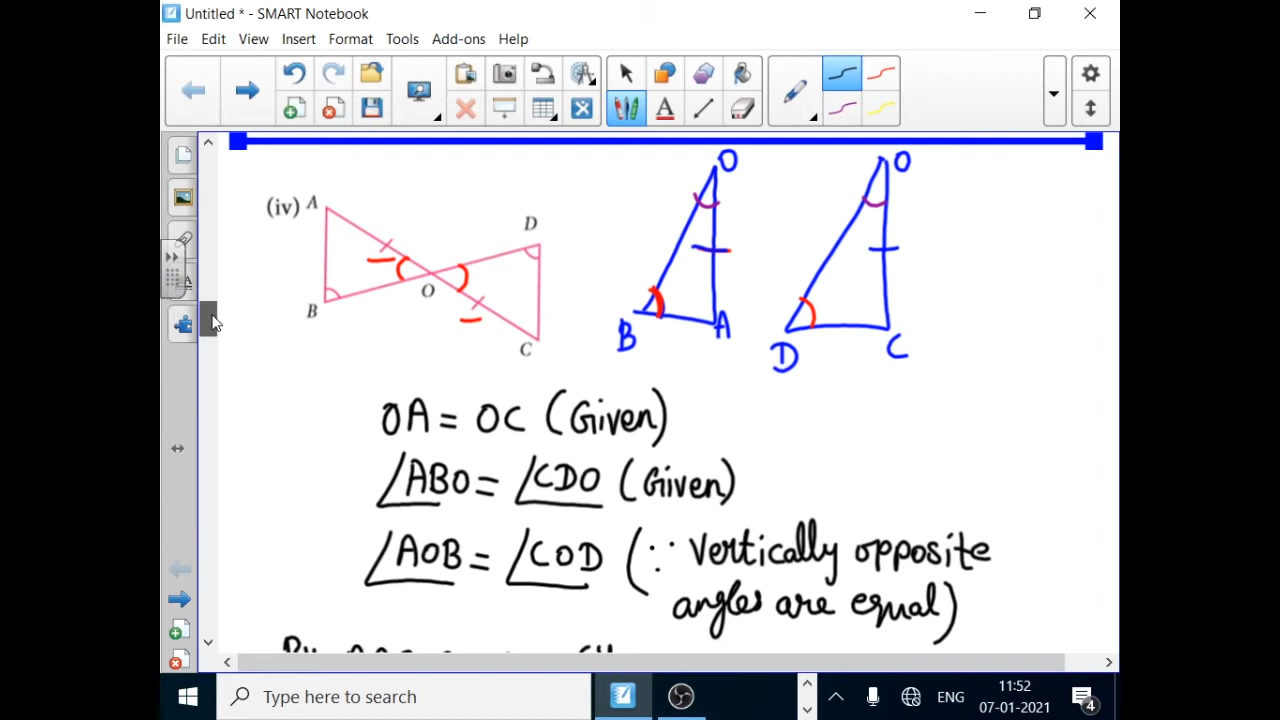 Untitled * - SMART Notebook
File Edit View Insert Format Tools Add-ons Help
(iv) A D
B O C
O O
B A D C
OA = OC (Given)
∠ABO = ∠CDO (Given)
∠AOB = ∠COD (∵ Vertically opposite
angles are equal)
Type here to search
ENG
11:52
07-01-2021
4